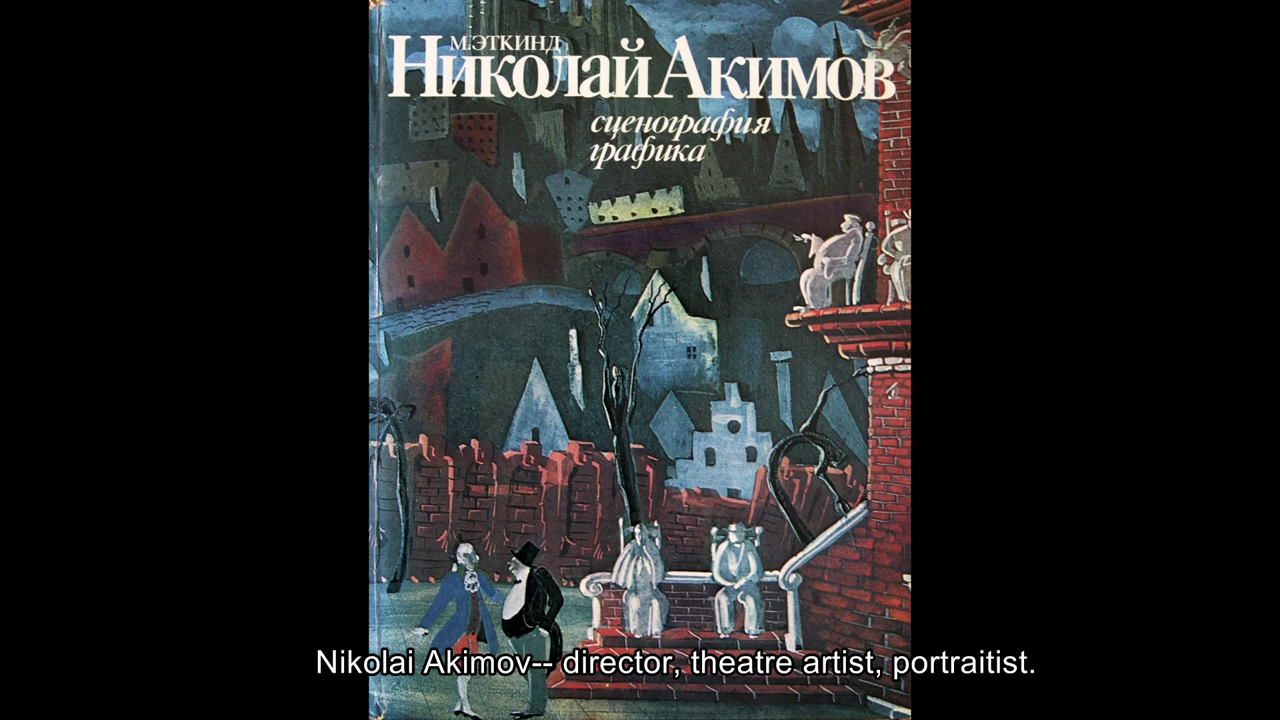 М. ЭТКИНД
Николай Акимов
сценография
графика
Nikolai Akimov-- director, theatre artist, portraitist.